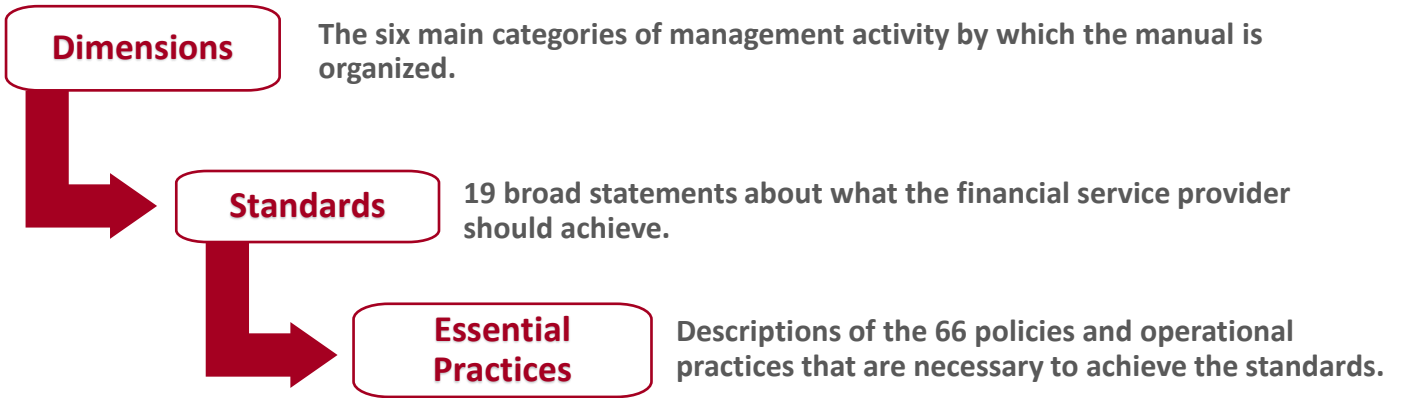 Dimensions
The six main categories of management activity by which the manual is
organized.
Standards
19 broad statements about what the financial service provider
should achieve.
Essential
Practices
Descriptions of the 66 policies and operational
practices that are necessary to achieve the standards.